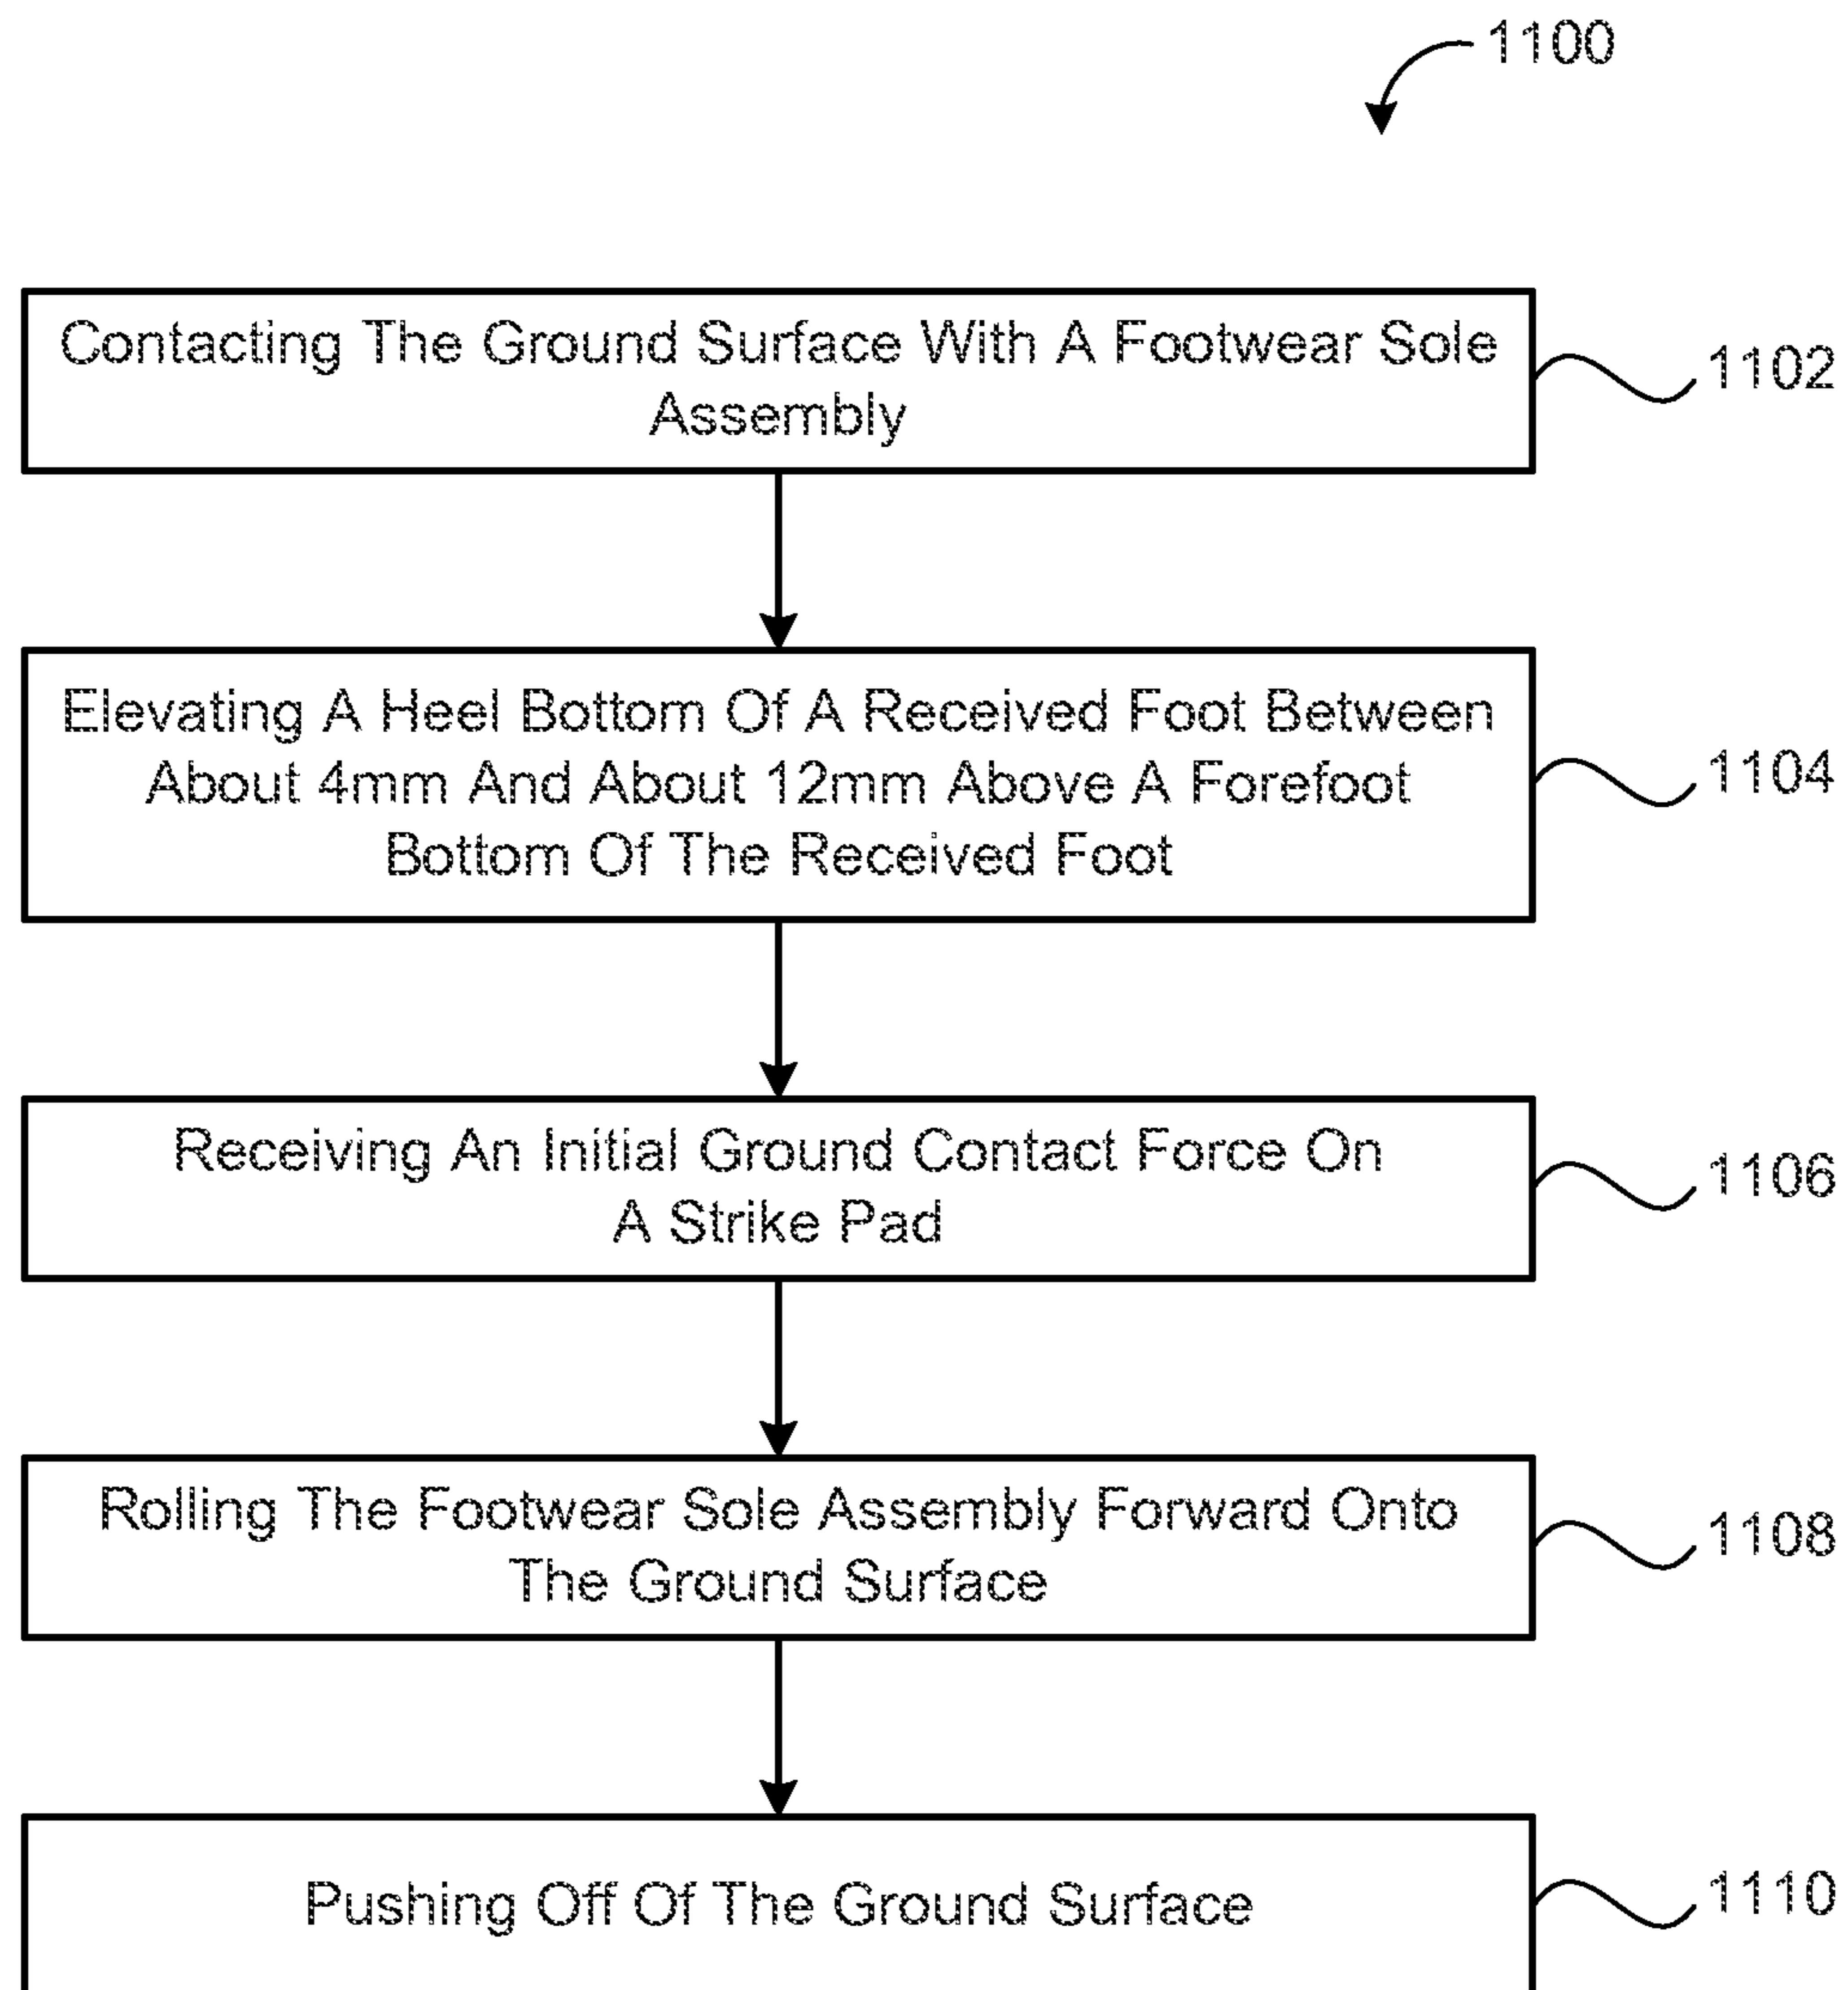 1100
Contacting The Ground Surface With A Footwear Sole
Assembly
1102
Elevating A Heel Bottom Of A Received Foot Between
About 4mm And About 12mm Above A Forefoot
Bottom Of The Received Foot
1104
Receiving An Initial Ground Contact Force On
A Strike Pad
1106
Rolling The Footwear Sole Assembly Forward Onto
The Ground Surface
1108
Pushing Off Of The Ground Surface
1110